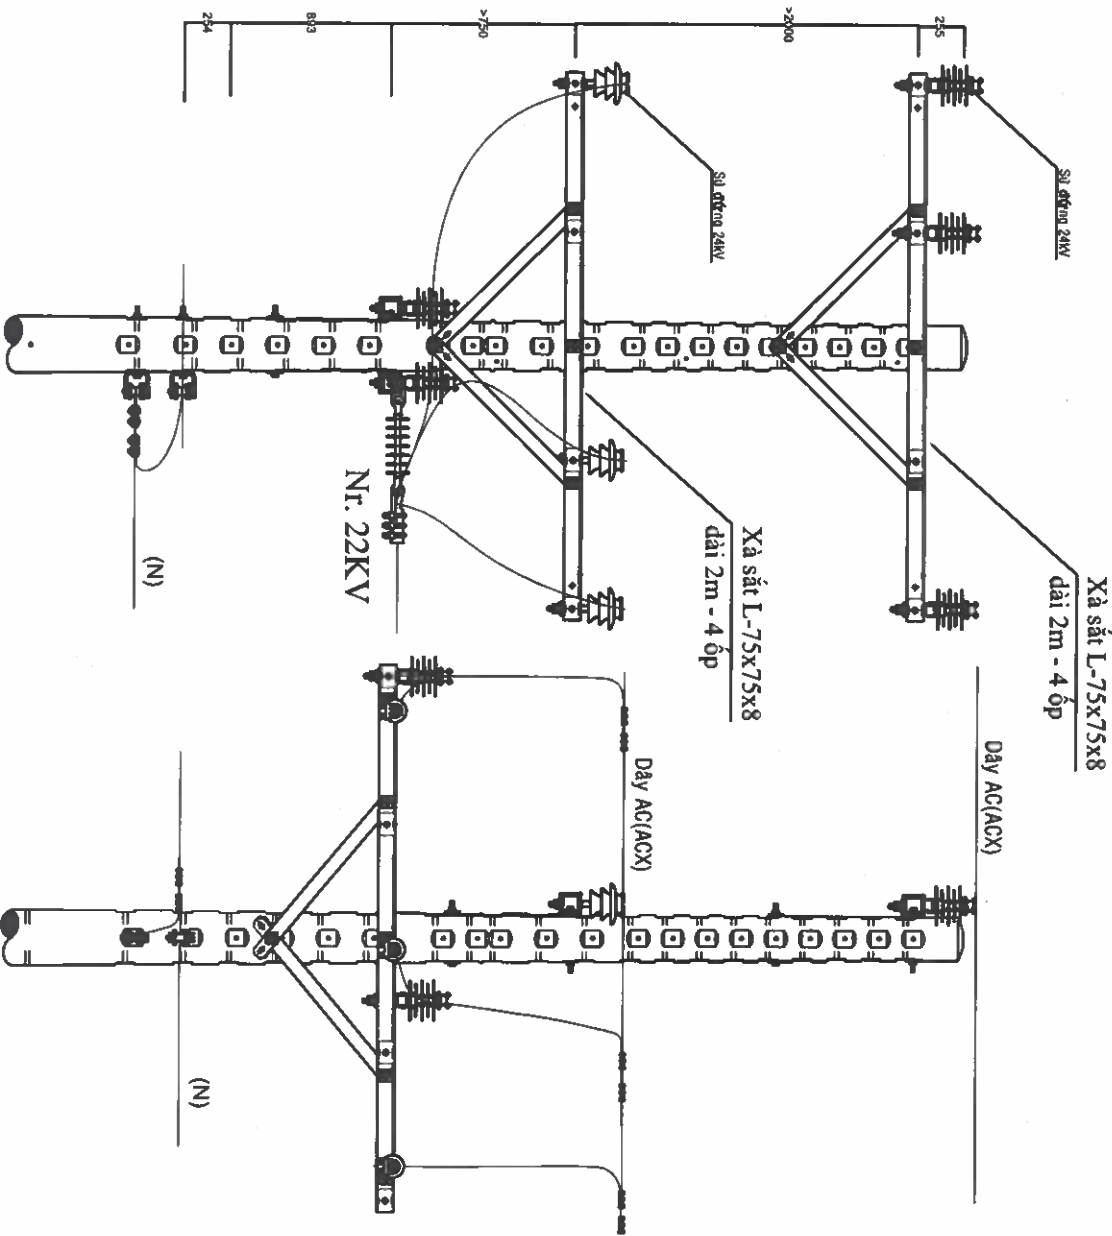 255
>2000
>750
893
254
Sứ đứng 24kV
Sứ đứng 24kV
Xà sắt L-75x75x8
dài 2m - 4 ốp
Xà sắt L-75x75x8
dài 2m - 4 ốp
Nr. 22KV
(N)
Dây AC(ACX)
Dây AC(ACX)
(N)